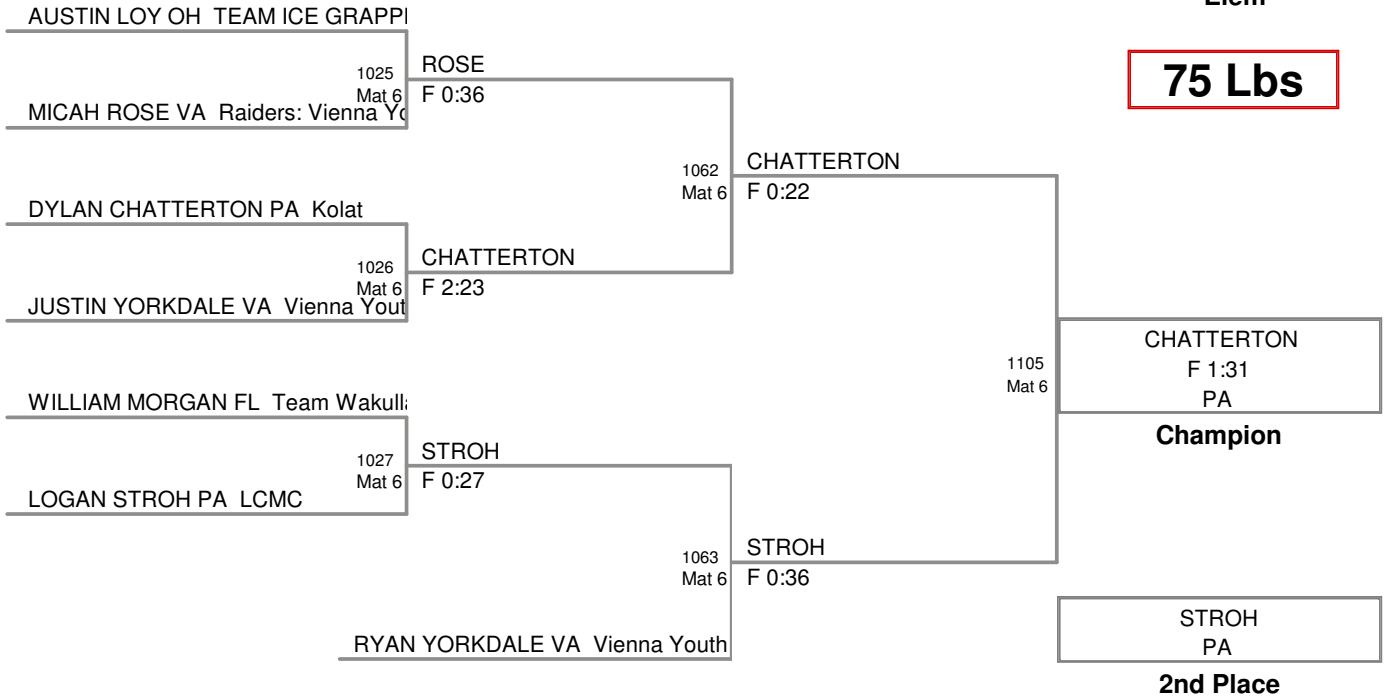 Elem
75 Lbs
AUSTIN LOY OH TEAM ICE GRAPPL
1025
Mat 6
MICAH ROSE VA Raiders: Vienna Yo
ROSE
F 0:36
DYLAN CHATTERTON PA Kolat
1026
Mat 6
JUSTIN YORKDALE VA Vienna Yout
CHATTERTON
F 2:23
1062
Mat 6
CHATTERTON
F 0:22
WILLIAM MORGAN FL Team Wakulla
1027
Mat 6
LOGAN STROH PA LCMC
STROH
F 0:27
1063
Mat 6
RYAN YORKDALE VA Vienna Youth
STROH
F 0:36
1105
Mat 6
CHATTERTON
F 1:31
PA
Champion
STROH
PA
2nd Place